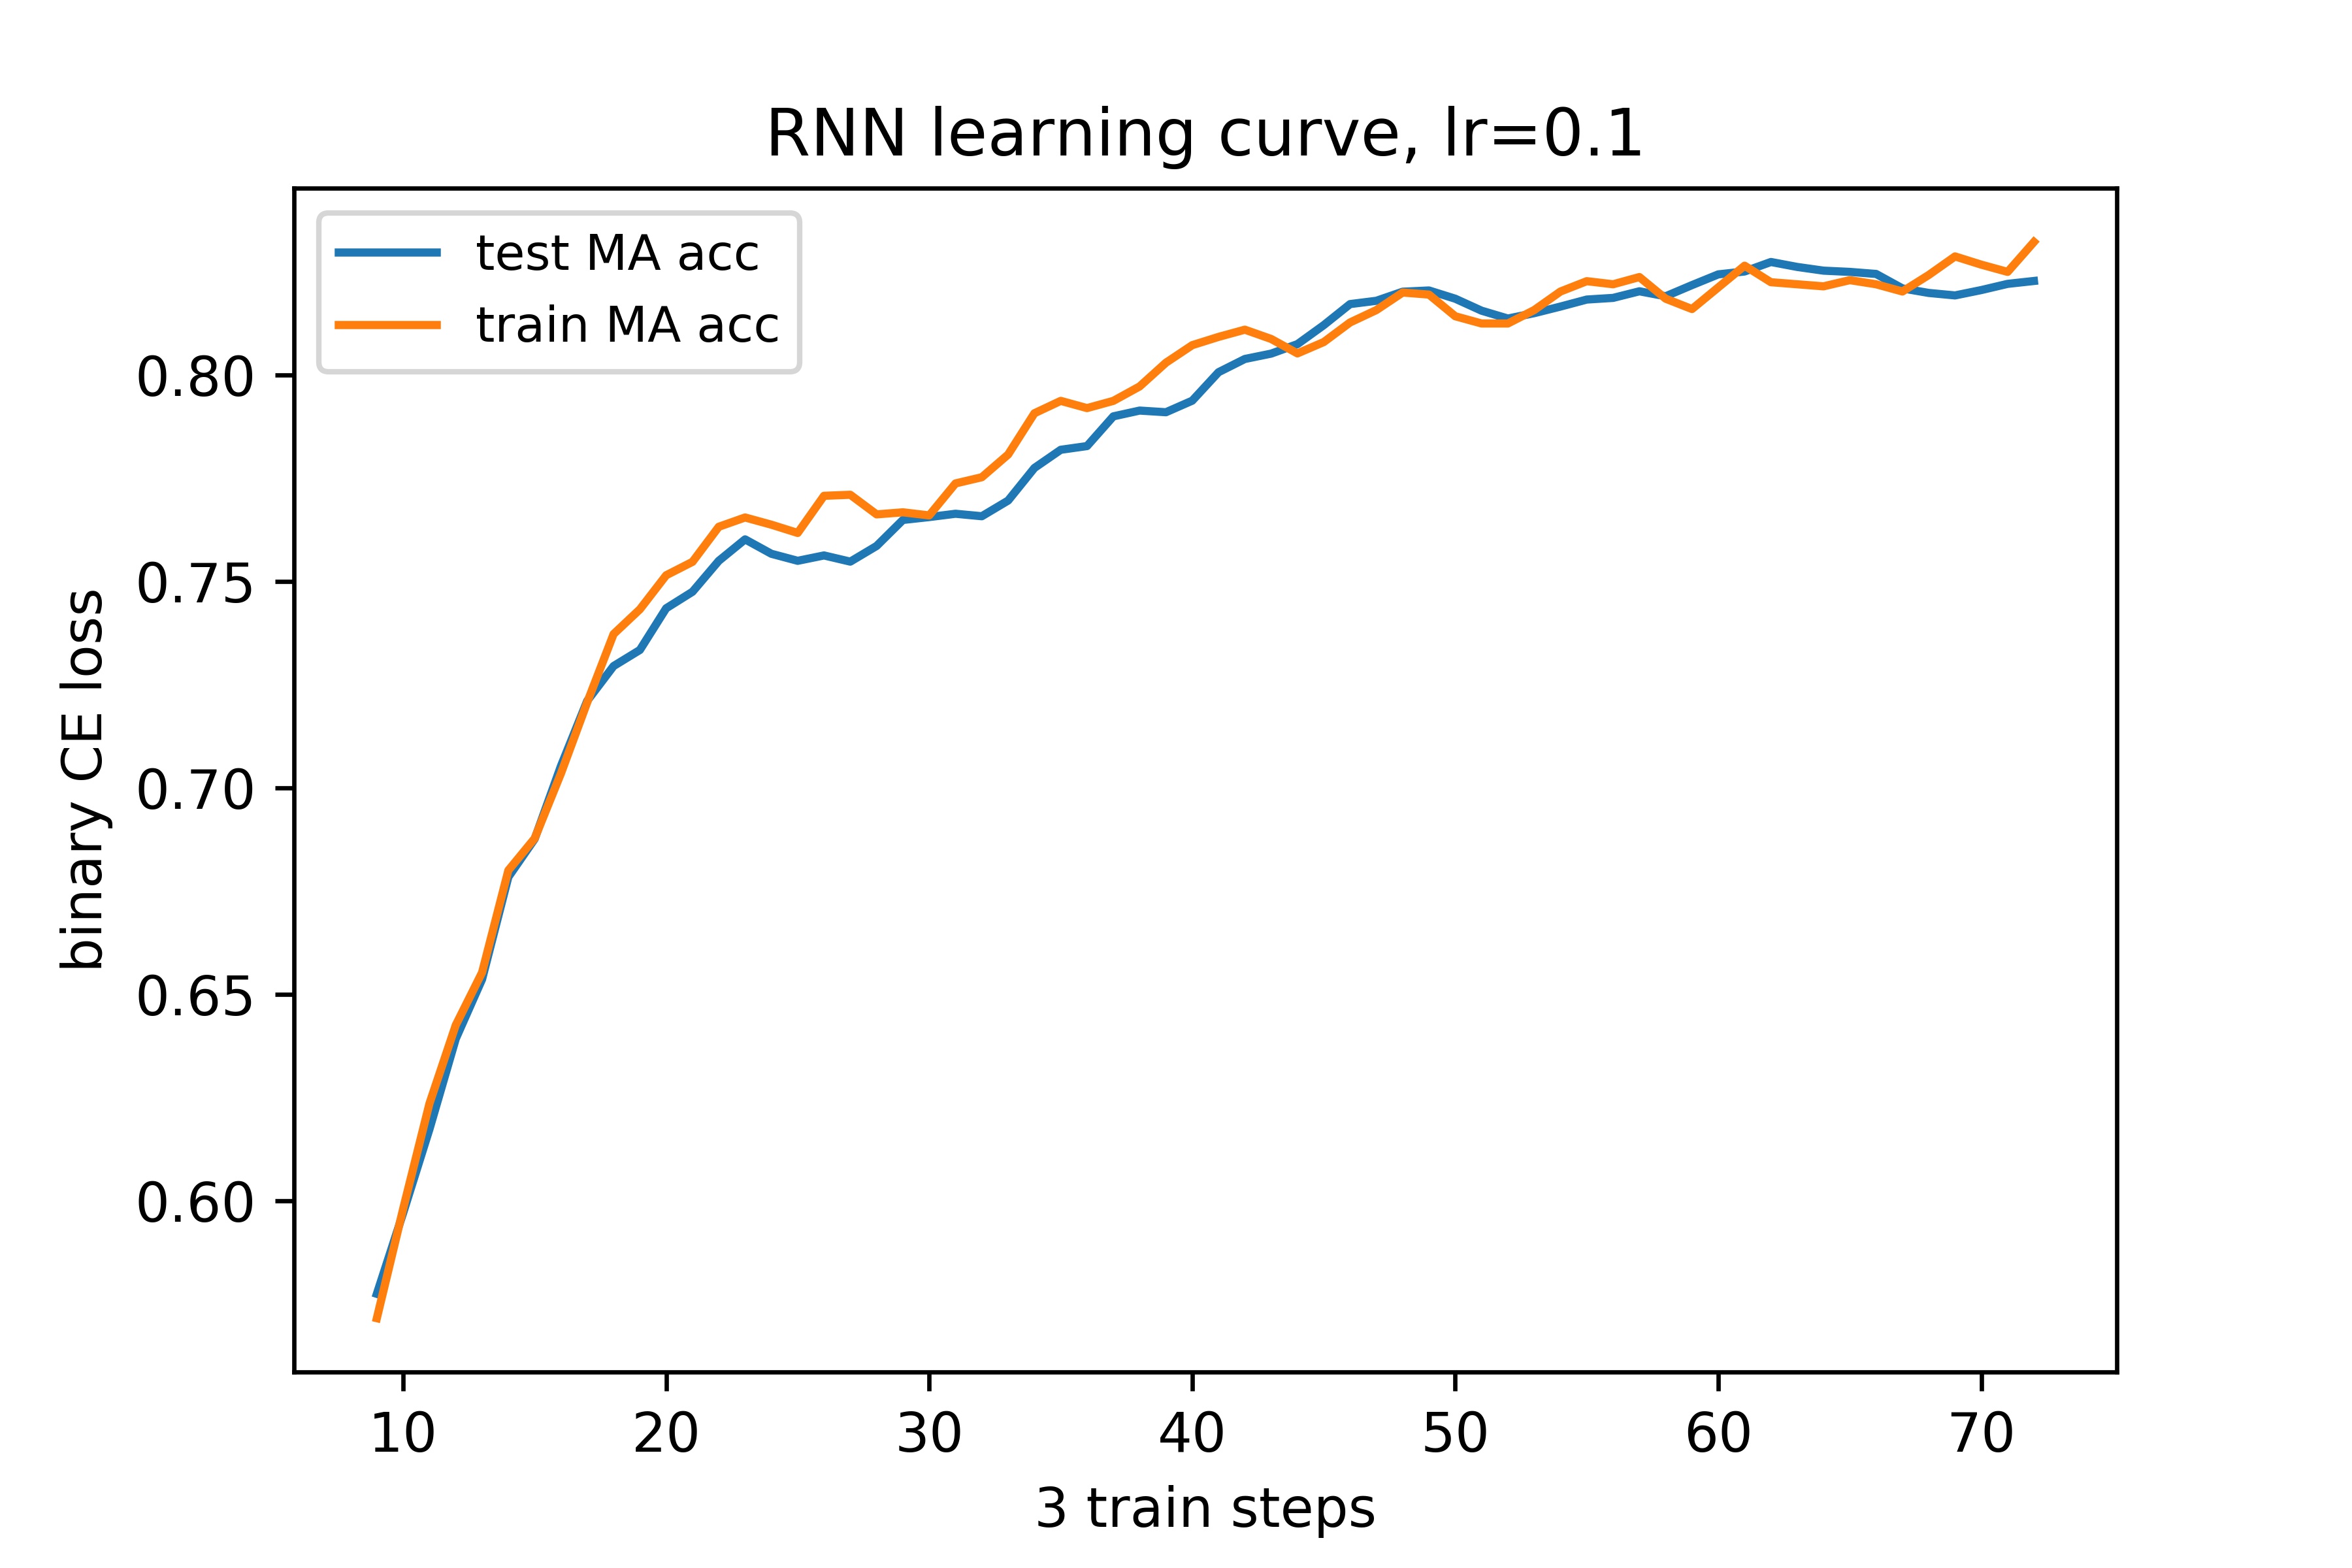 RNN learning curve, lr=0.1
test MA acc
train MA acc
binary CE loss
0.80
0.75
0.70
0.65
0.60
10 20 30 40 50 60 70
3 train steps